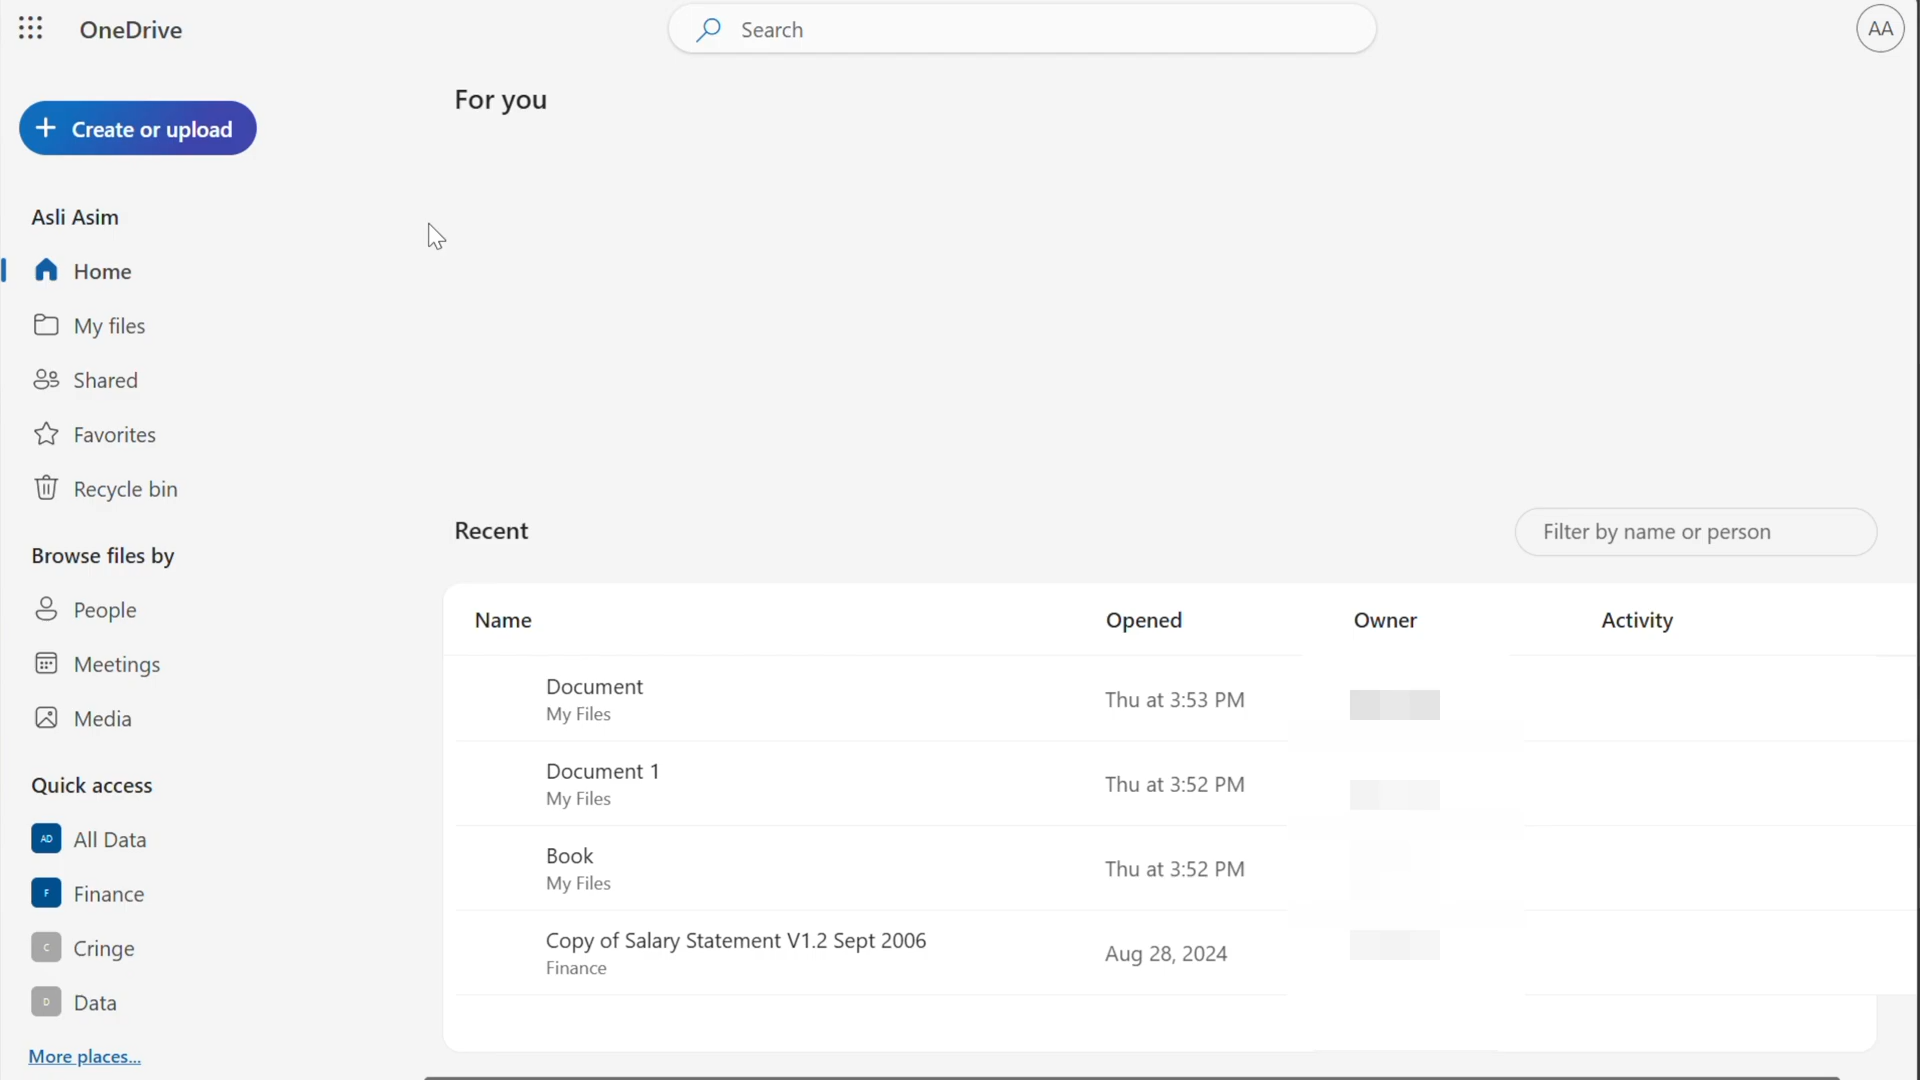 OneDrive
Search
AA
Create or upload
For you
Asli Asim
Home
My files
Shared
Favorites
Recycle bin
Browse files by
People
Meetings
Media
Quick access
AD All Data
F Finance
C Cringe
D Data
More places...
Recent
Filter by name or person
Name Opened Owner Activity
Document Thu at 3:53 PM
My Files
Document 1 Thu at 3:52 PM
My Files
Book Thu at 3:52 PM
My Files
Copy of Salary Statement V1.2 Sept 2006 Aug 28, 2024
Finance